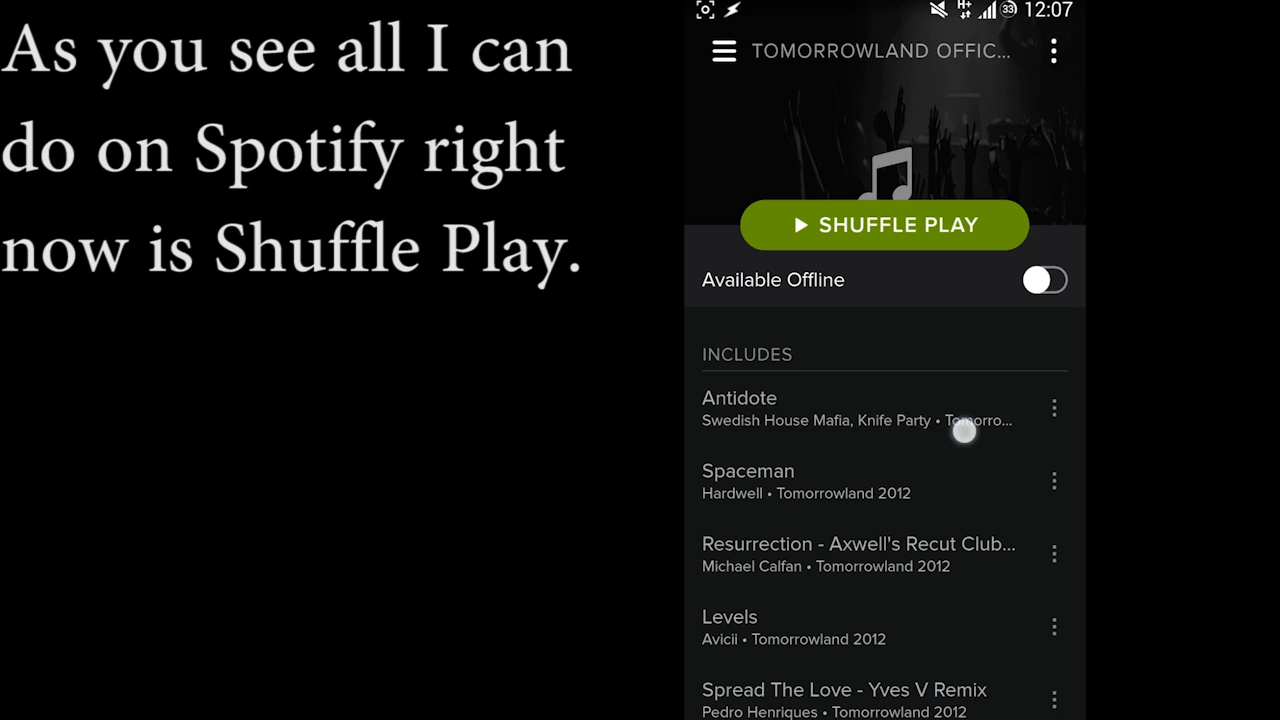 As you see all I can
do on Spotify right
now is Shuffle Play.
H+
33
12:07
TOMORROWLAND OFFIC...
SHUFFLE PLAY
Available Offline
INCLUDES
Antidote
Swedish House Mafia, Knife Party • Tomorro...
Spaceman
Hardwell • Tomorrowland 2012
Resurrection - Axwell's Recut Club...
Michael Calfan • Tomorrowland 2012
Levels
Avicii • Tomorrowland 2012
Spread The Love - Yves V Remix
Pedro Henriques • Tomorrowland 2012